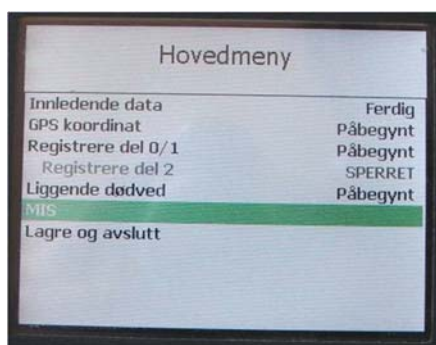 Hovedmeny
Innledende data Ferdig
GPS koordinat Påbegynt
Registrere del 0/1 Påbegynt
Registrere del 2 SPERRET
Liggende dødved Påbegynt
MIS
Lagre og avslutt